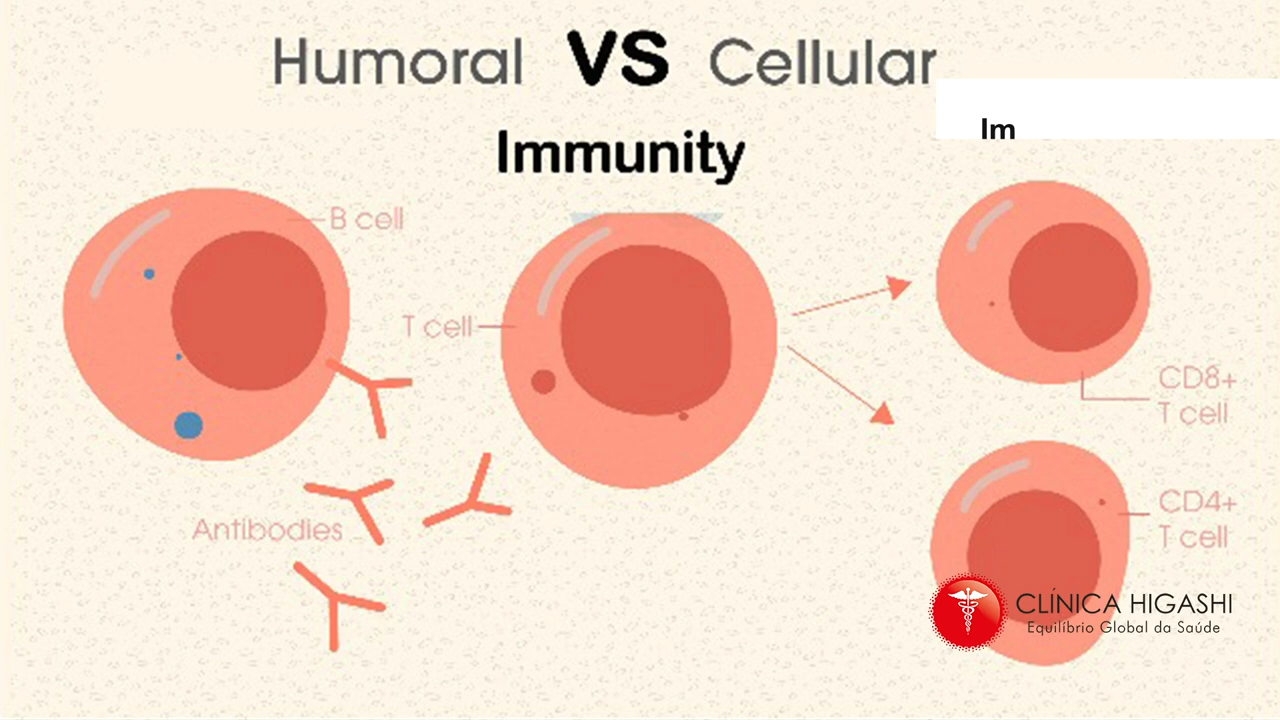 Humoral VS Cellular
Im
Immunity
B cell
T cell
CD8+
T cell
Antibodies
CD4+
T cell
CLÍNICA HIGASHI
Equilíbrio Global da Saúde